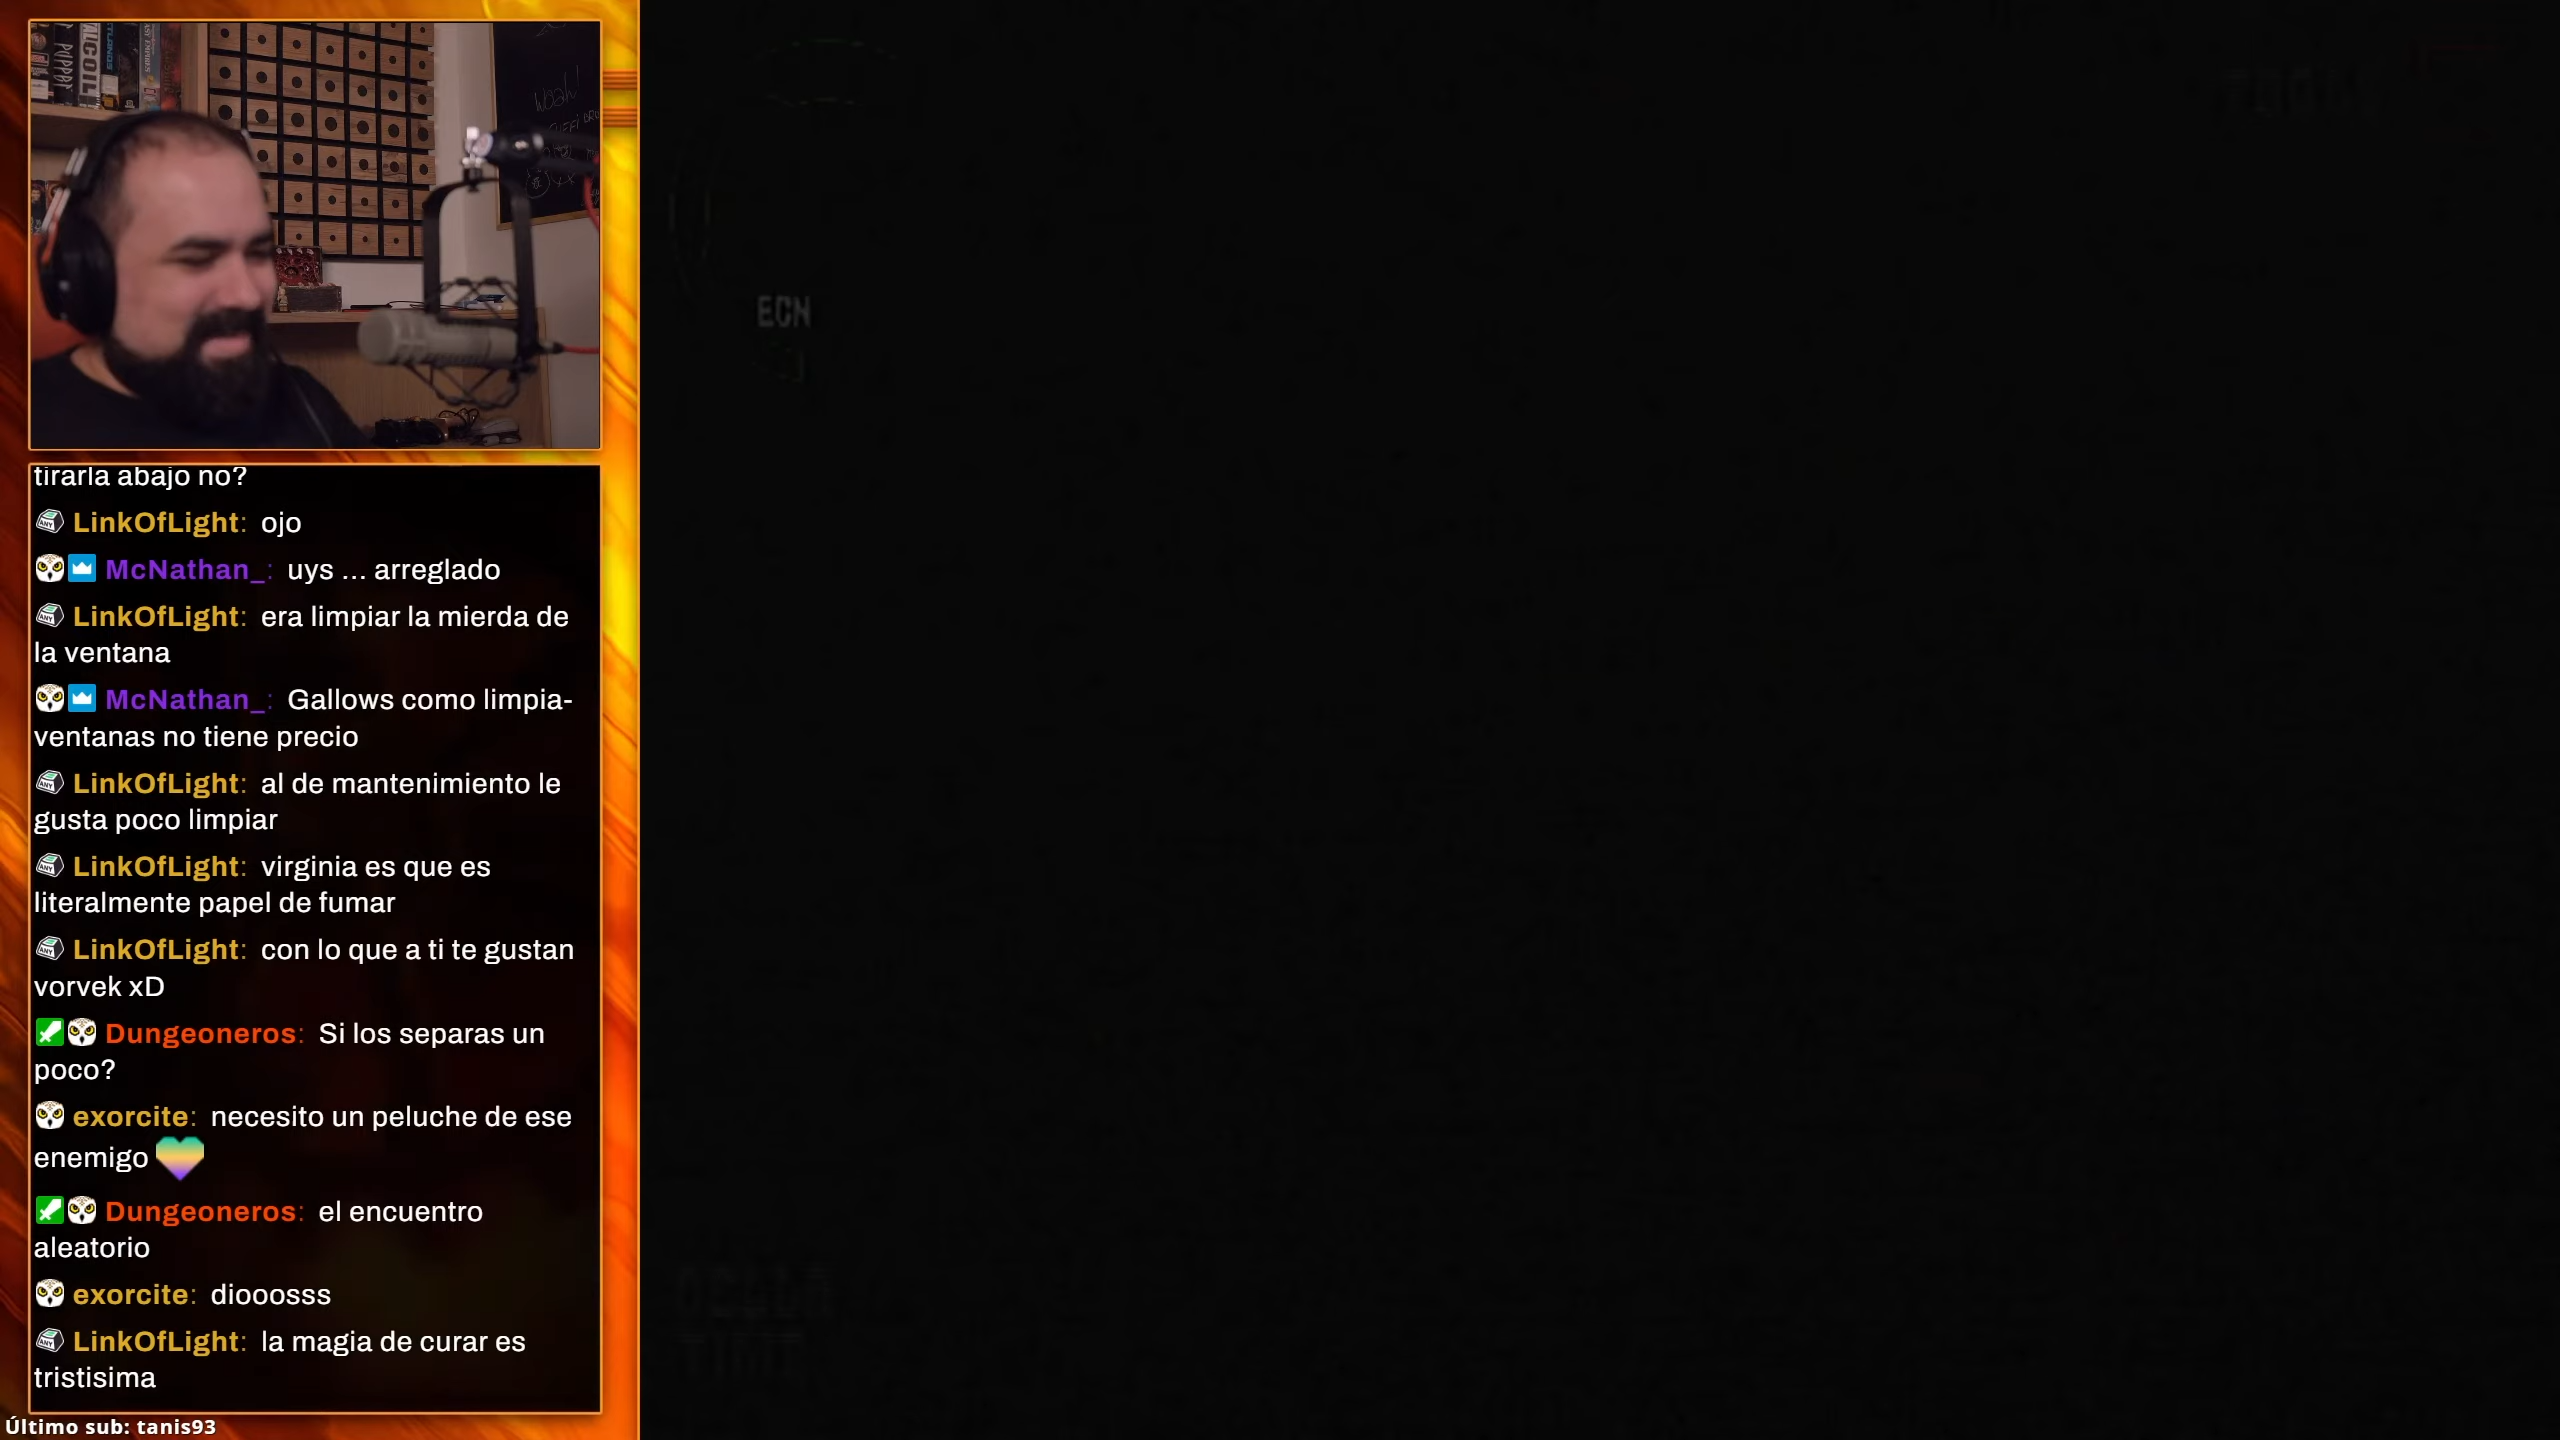 ALCOIL
Woah!
ECN
tirarla abajo no?
LinkOfLight: ojo
McNathan_: uys ... arreglado
LinkOfLight: era limpiar la mierda de
la ventana
McNathan_: Gallows como limpia-
ventanas no tiene precio
LinkOfLight: al de mantenimiento le
gusta poco limpiar
LinkOfLight: virginia es que es
literalmente papel de fumar
LinkOfLight: con lo que a ti te gustan
vorvek xD
Dungeoneros: Si los separas un
poco?
exorcite: necesito un peluche de ese
enemigo
Dungeoneros: el encuentro
aleatorio
exorcite: diooosss
LinkOfLight: la magia de curar es
tristisima
Último sub: tanis93